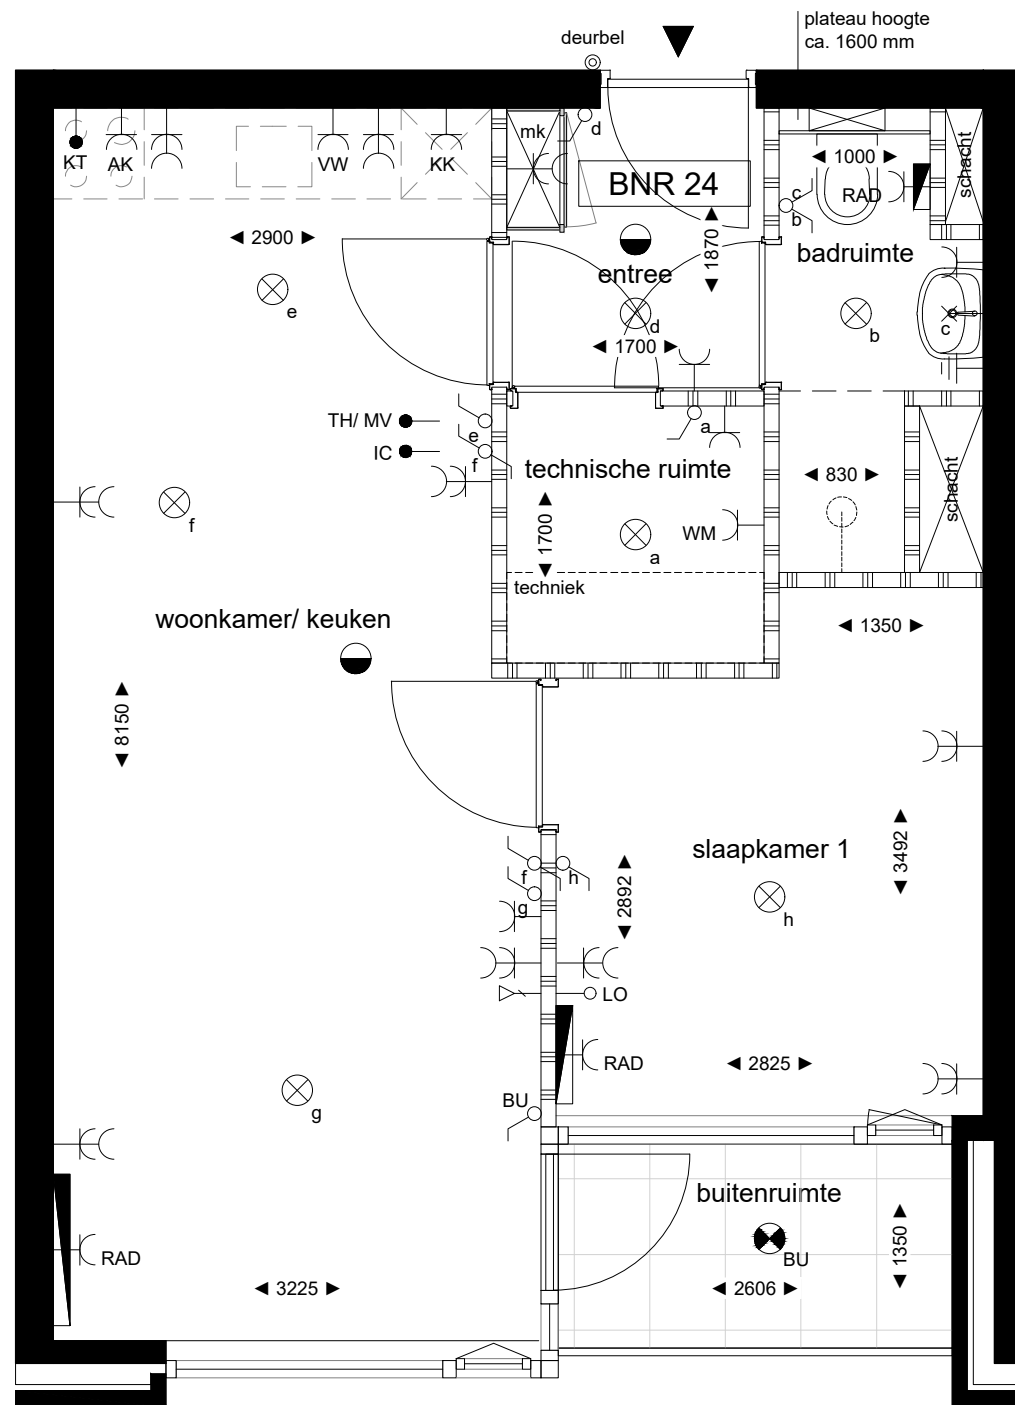 plateau hoogte
ca. 1600 mm
deurbel
mk
d
KT
AK
VW
KK
BNR 24
1000
RAD
schacht
c
b
2900
1870
badruimte
entree
e
d
b
c
1700
TH/ MV
e
a
IC
f
technische ruimte
830
schacht
f
1700
WM
a
techniek
woonkamer/ keuken
1350
8150
slaapkamer 1
3492
f
h
2892
g
h
LO
RAD
2825
g
BU
buitenruimte
1350
RAD
BU
3225
2606